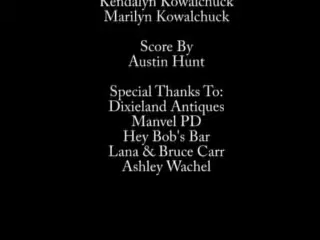 Kendalyn Kowalchuck
Marilyn Kowalchuck
Score By
Austin Hunt
Special Thanks To:
Dixieland Antiques
Manvel PD
Hey Bob's Bar
Lana & Bruce Carr
Ashley Wachel